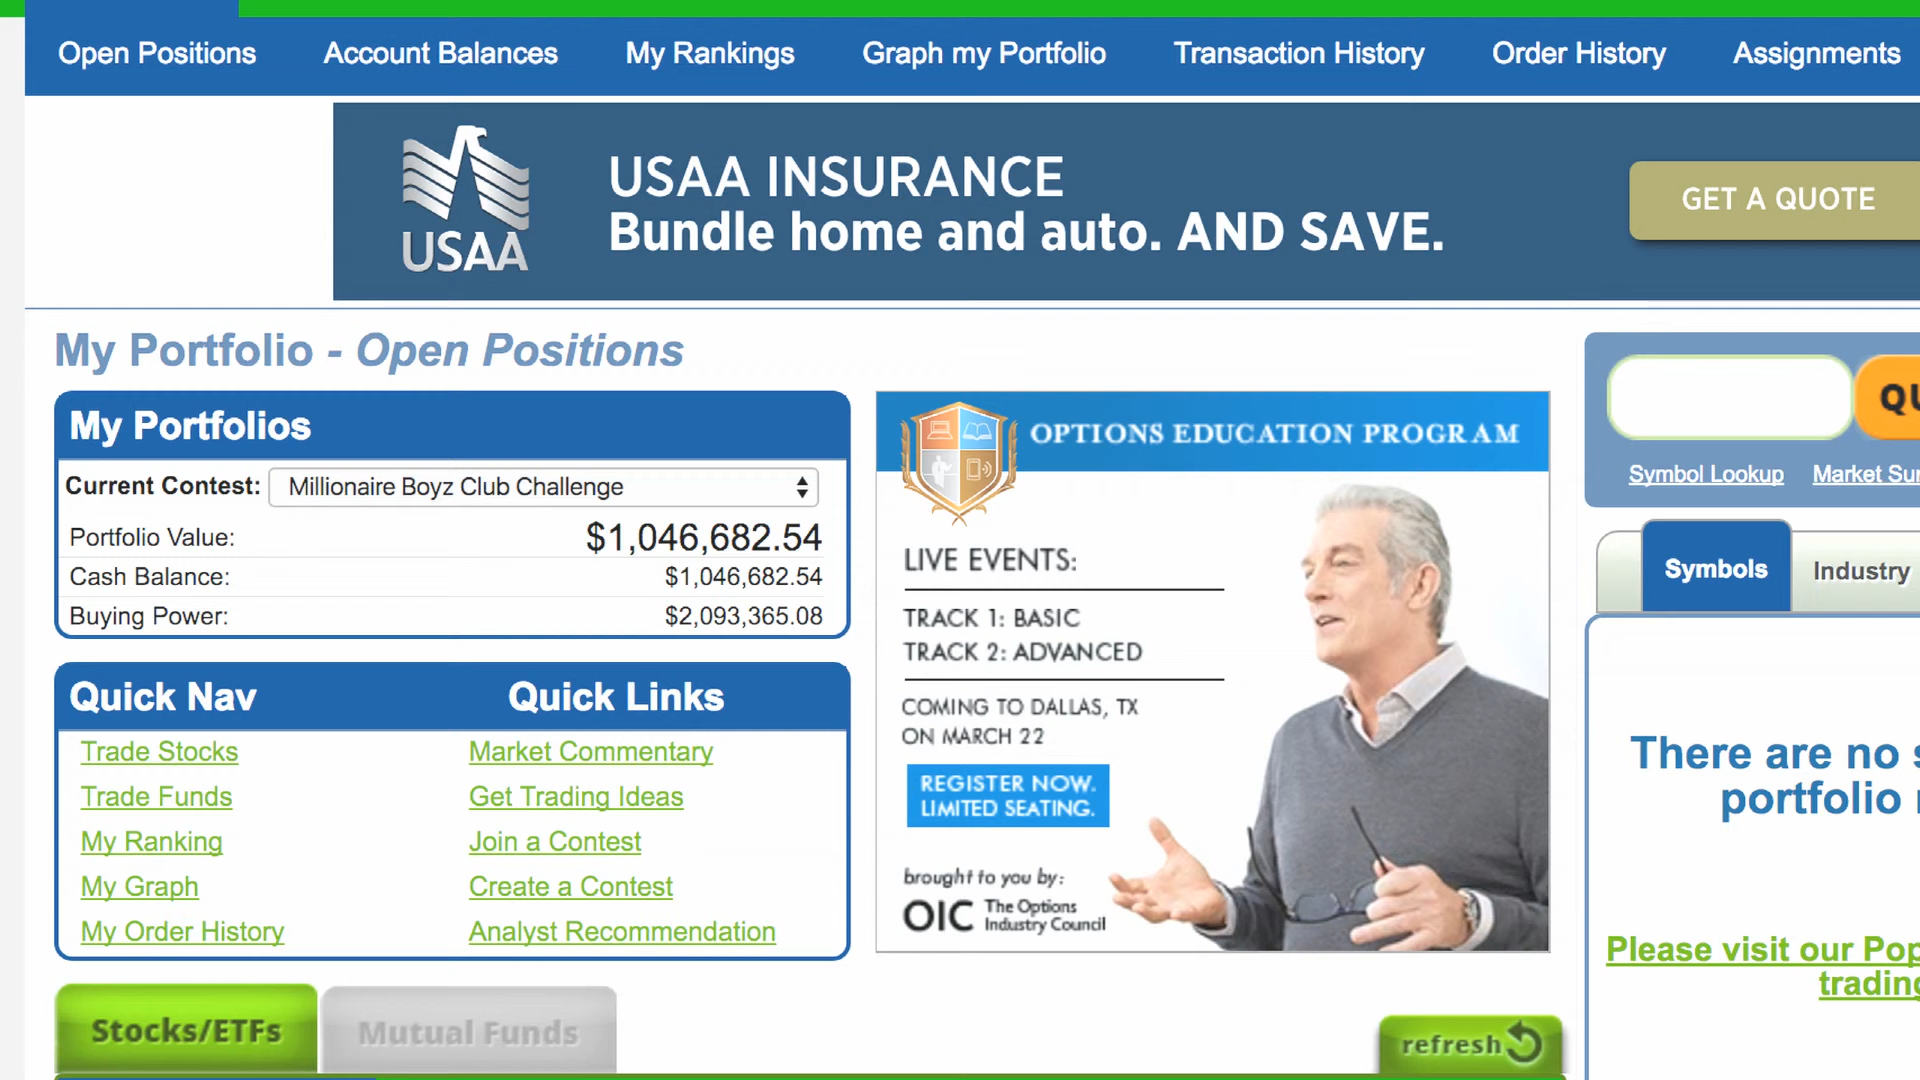 Open Positions
Account Balances
My Rankings
Graph my Portfolio
Transaction History
Order History
Assignments
USAA
USAA INSURANCE
Bundle home and auto. AND SAVE.
GET A QUOTE
My Portfolio - Open Positions
My Portfolios
Current Contest: Millionaire Boyz Club Challenge
Portfolio Value: $1,046,682.54
Cash Balance: $1,046,682.54
Buying Power: $2,093,365.08
Quick Nav
Trade Stocks
Trade Funds
My Ranking
My Graph
My Order History
Quick Links
Market Commentary
Get Trading Ideas
Join a Contest
Create a Contest
Analyst Recommendation
OPTIONS EDUCATION PROGRAM
LIVE EVENTS:
TRACK 1: BASIC
TRACK 2: ADVANCED
COMING TO DALLAS, TX
ON MARCH 22
REGISTER NOW.
LIMITED SEATING.
brought to you by:
OIC The Options
Industry Council
Symbol Lookup
Market
Symbols
Industry
There are no
portfolio
Please visit our
Stocks/ETFs
Mutual Funds
refresh